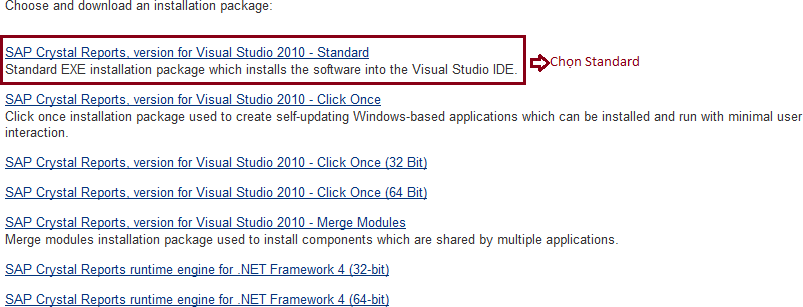 Choose and download an installation package:
SAP Crystal Reports, version for Visual Studio 2010 - Standard
Standard EXE installation package which installs the software into the Visual Studio IDE.
Chọn Standard
SAP Crystal Reports, version for Visual Studio 2010 - Click Once
Click once installation package used to create self-updating Windows-based applications which can be installed and run with minimal user
interaction.
SAP Crystal Reports, version for Visual Studio 2010 - Click Once (32 Bit)
SAP Crystal Reports, version for Visual Studio 2010 - Click Once (64 Bit)
SAP Crystal Reports, version for Visual Studio 2010 - Merge Modules
Merge modules installation package used to install components which are shared by multiple applications.
SAP Crystal Reports runtime engine for .NET Framework 4 (32-bit)
SAP Crystal Reports runtime engine for .NET Framework 4 (64-bit)